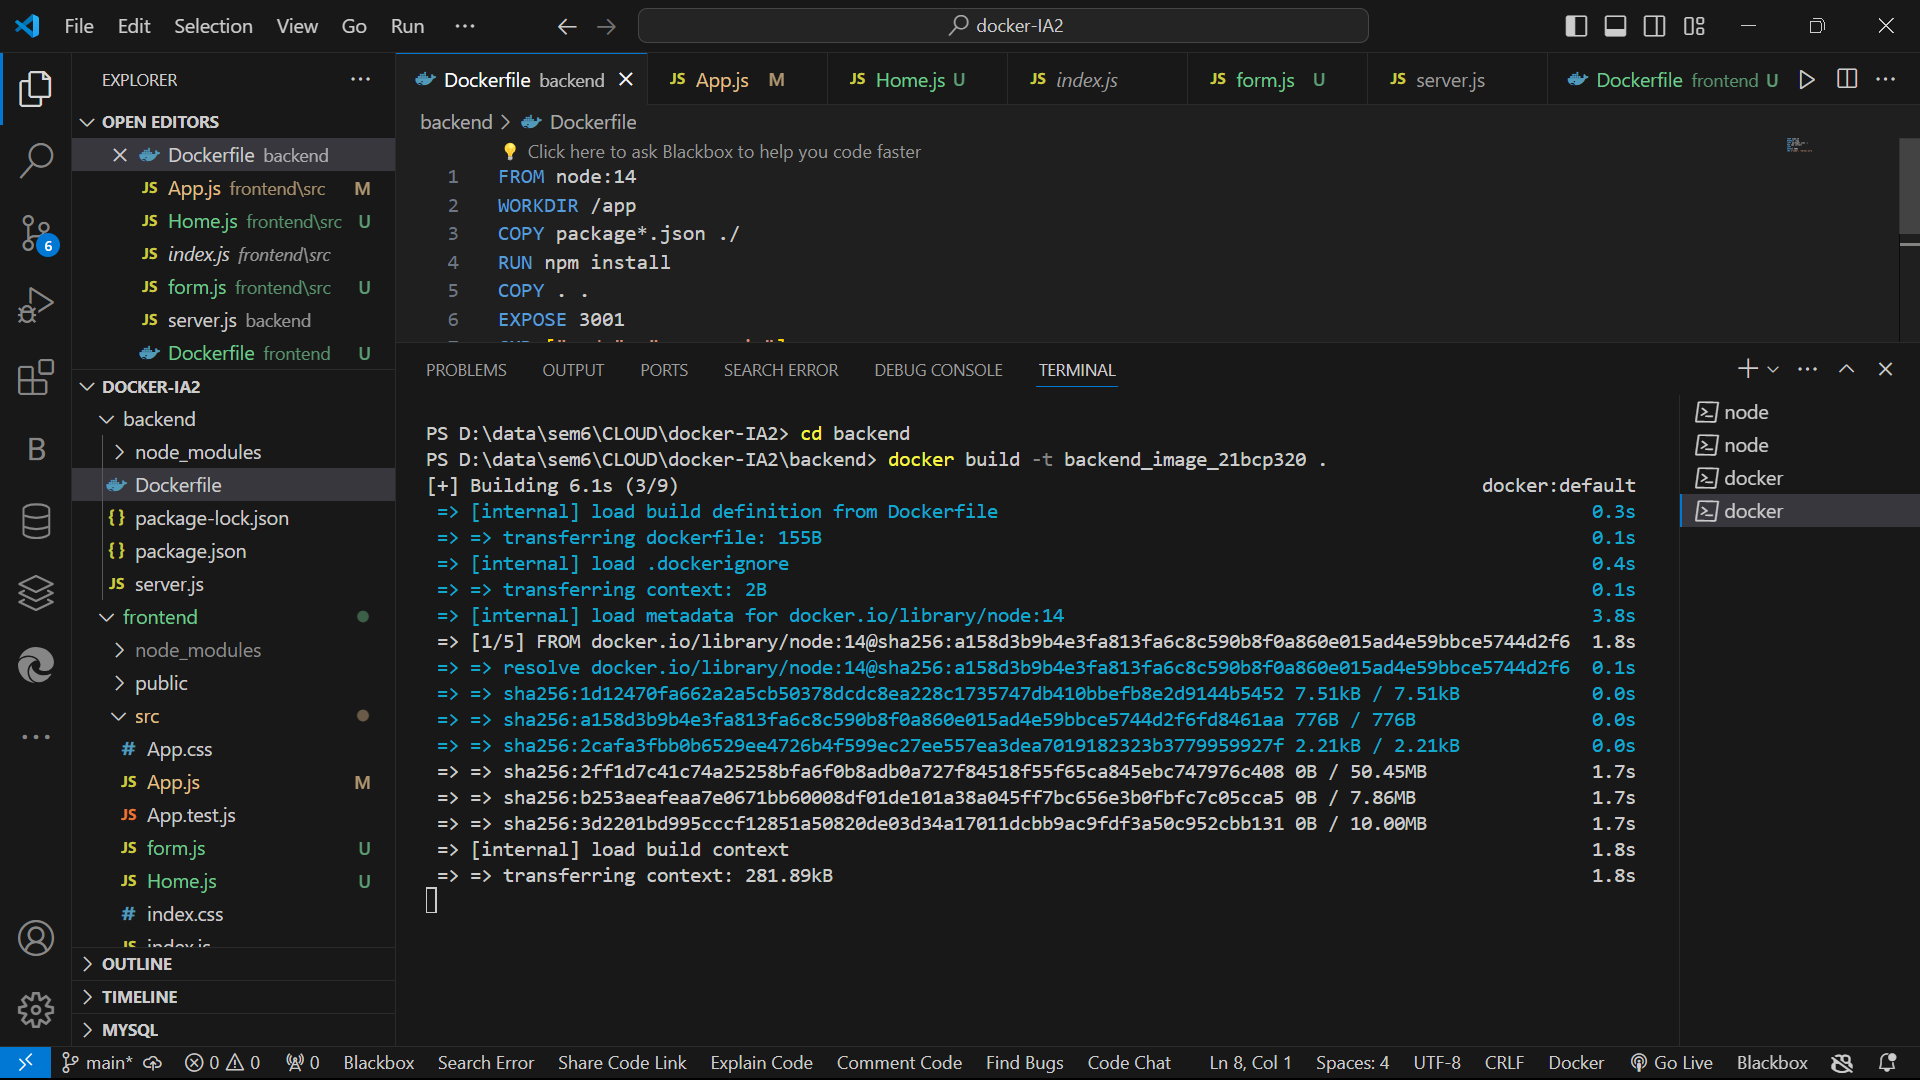 File Edit Selection View Go Run ... docker-IA2
EXPLORER ...
OPEN EDITORS
Dockerfile backend
JS App.js frontend\src M
JS Home.js frontend\src U
JS index.js frontend\src
JS form.js frontend\src U
JS server.js backend
Dockerfile frontend U
DOCKER-IA2
backend
node_modules
Dockerfile
{} package-lock.json
{} package.json
JS server.js
frontend
node_modules
public
src
# App.css
JS App.js M
JS App.test.js
JS form.js U
JS Home.js U
# index.css
JS index.js
OUTLINE
TIMELINE
MYSQL
6
B
Dockerfile backend JS App.js M JS Home.js U JS index.js JS form.js U JS server.js Dockerfile frontend U ...
backend > Dockerfile
Click here to ask Blackbox to help you code faster
1 FROM node:14
2 WORKDIR /app
3 COPY package*.json ./
4 RUN npm install
5 COPY . .
6 EXPOSE 3001
PROBLEMS OUTPUT PORTS SEARCH ERROR DEBUG CONSOLE TERMINAL
PS D:\data\sem6\CLOUD\docker-IA2> cd backend
PS D:\data\sem6\CLOUD\docker-IA2\backend> docker build -t backend_image_21bcp320 .
[+] Building 6.1s (3/9) docker:default
=> [internal] load build definition from Dockerfile 0.3s
=> => transferring dockerfile: 155B 0.1s
=> [internal] load .dockerignore 0.4s
=> => transferring context: 2B 0.1s
=> [internal] load metadata for docker.io/library/node:14 3.8s
=> [1/5] FROM docker.io/library/node:14@sha256:a158d3b9b4e3fa813fa6c8c590b8f0a860e015ad4e59bbce5744d2f6 1.8s
=> => resolve docker.io/library/node:14@sha256:a158d3b9b4e3fa813fa6c8c590b8f0a860e015ad4e59bbce5744d2f6 0.1s
=> => sha256:1d12470fa662a2a5cb50378dcdc8ea228c1735747db410bbefb8e2d9144b5452 7.51kB / 7.51kB 0.0s
=> => sha256:a158d3b9b4e3fa813fa6c8c590b8f0a860e015ad4e59bbce5744d2f6fd8461aa 776B / 776B 0.0s
=> => sha256:2cafa3fbb0b6529ee4726b4f599ec27ee557ea3dea7019182323b3779959927f 2.21kB / 2.21kB 0.0s
=> => sha256:2ff1d7c41c74a25258bfa6f0b8adb0a727f84518f55f65ca845ebc747976c408 0B / 50.45MB 1.7s
=> => sha256:b253aeafeaa7e0671bb60008df01de101a38a045ff7bc656e3b0fbfc7c05cca5 0B / 7.86MB 1.7s
=> => sha256:3d2201bd995cccf12851a50820de03d34a17011dcbb9ac9fdf3a50c952cbb131 0B / 10.00MB 1.7s
=> [internal] load build context 1.8s
=> => transferring context: 281.89kB 1.8s
node
node
docker
docker
main* 0 0 0 Blackbox Search Error Share Code Link Explain Code Comment Code Find Bugs Code Chat Ln 8, Col 1 Spaces: 4 UTF-8 CRLF Docker Go Live Blackbox